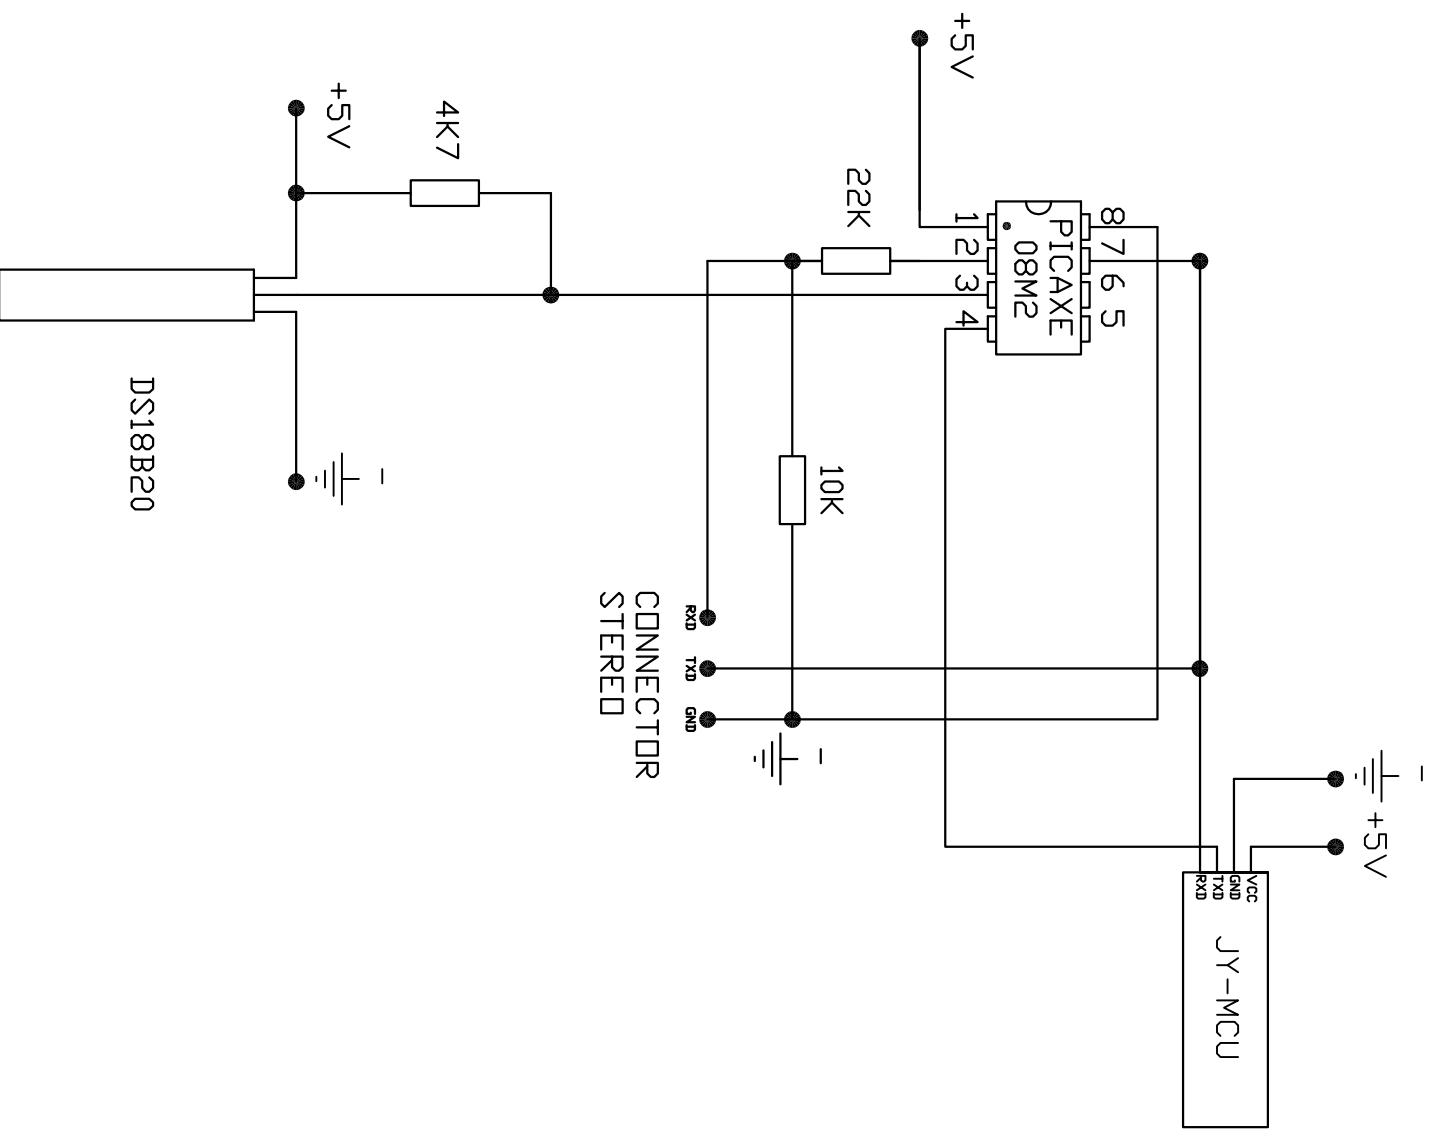 +5V
+5V
4K7
22K
1
2
3
4
PICAXE
08M2
8
7
6
5
DS18B20
-
10K
CONNECTOR
STEREO
RXD
TXD
GND
-
-
+5V
VCC
GND
TXD
RXD
JY-MCU